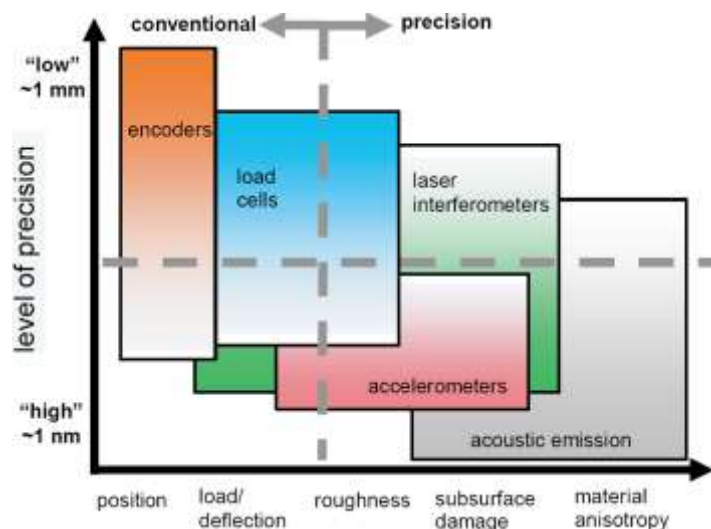 conventional precision
“low”
~1 mm
encoders
load
cells
laser
interferometers
level of precision
accelerometers
“high”
~1 nm
acoustic emission
position load/ roughness subsurface material
deflection damage anisotropy